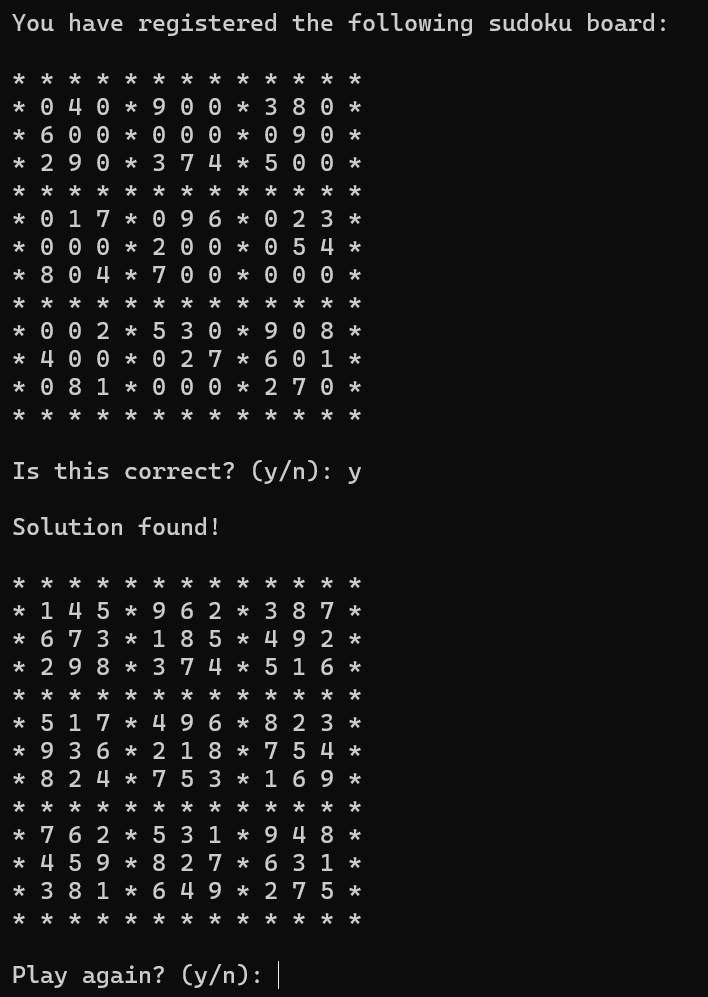 You have registered the following sudoku board:
* * * * * * * * * * * * *
* 0 4 0 * 9 0 0 * 3 8 0 *
* 6 0 0 * 0 0 0 * 0 9 0 *
* 2 9 0 * 3 7 4 * 5 0 0 *
* * * * * * * * * * * * *
* 0 1 7 * 0 9 6 * 0 2 3 *
* 0 0 0 * 2 0 0 * 0 5 4 *
* 8 0 4 * 7 0 0 * 0 0 0 *
* * * * * * * * * * * * *
* 0 0 2 * 5 3 0 * 9 0 8 *
* 4 0 0 * 0 2 7 * 6 0 1 *
* 0 8 1 * 0 0 0 * 2 7 0 *
* * * * * * * * * * * * *
Is this correct? (y/n): y
Solution found!
* * * * * * * * * * * * *
* 1 4 5 * 9 6 2 * 3 8 7 *
* 6 7 3 * 1 8 5 * 4 9 2 *
* 2 9 8 * 3 7 4 * 5 1 6 *
* * * * * * * * * * * * *
* 5 1 7 * 4 9 6 * 8 2 3 *
* 9 3 6 * 2 1 8 * 7 5 4 *
* 8 2 4 * 7 5 3 * 1 6 9 *
* * * * * * * * * * * * *
* 7 6 2 * 5 3 1 * 9 4 8 *
* 4 5 9 * 8 2 7 * 6 3 1 *
* 3 8 1 * 6 4 9 * 2 7 5 *
* * * * * * * * * * * * *
Play again? (y/n):